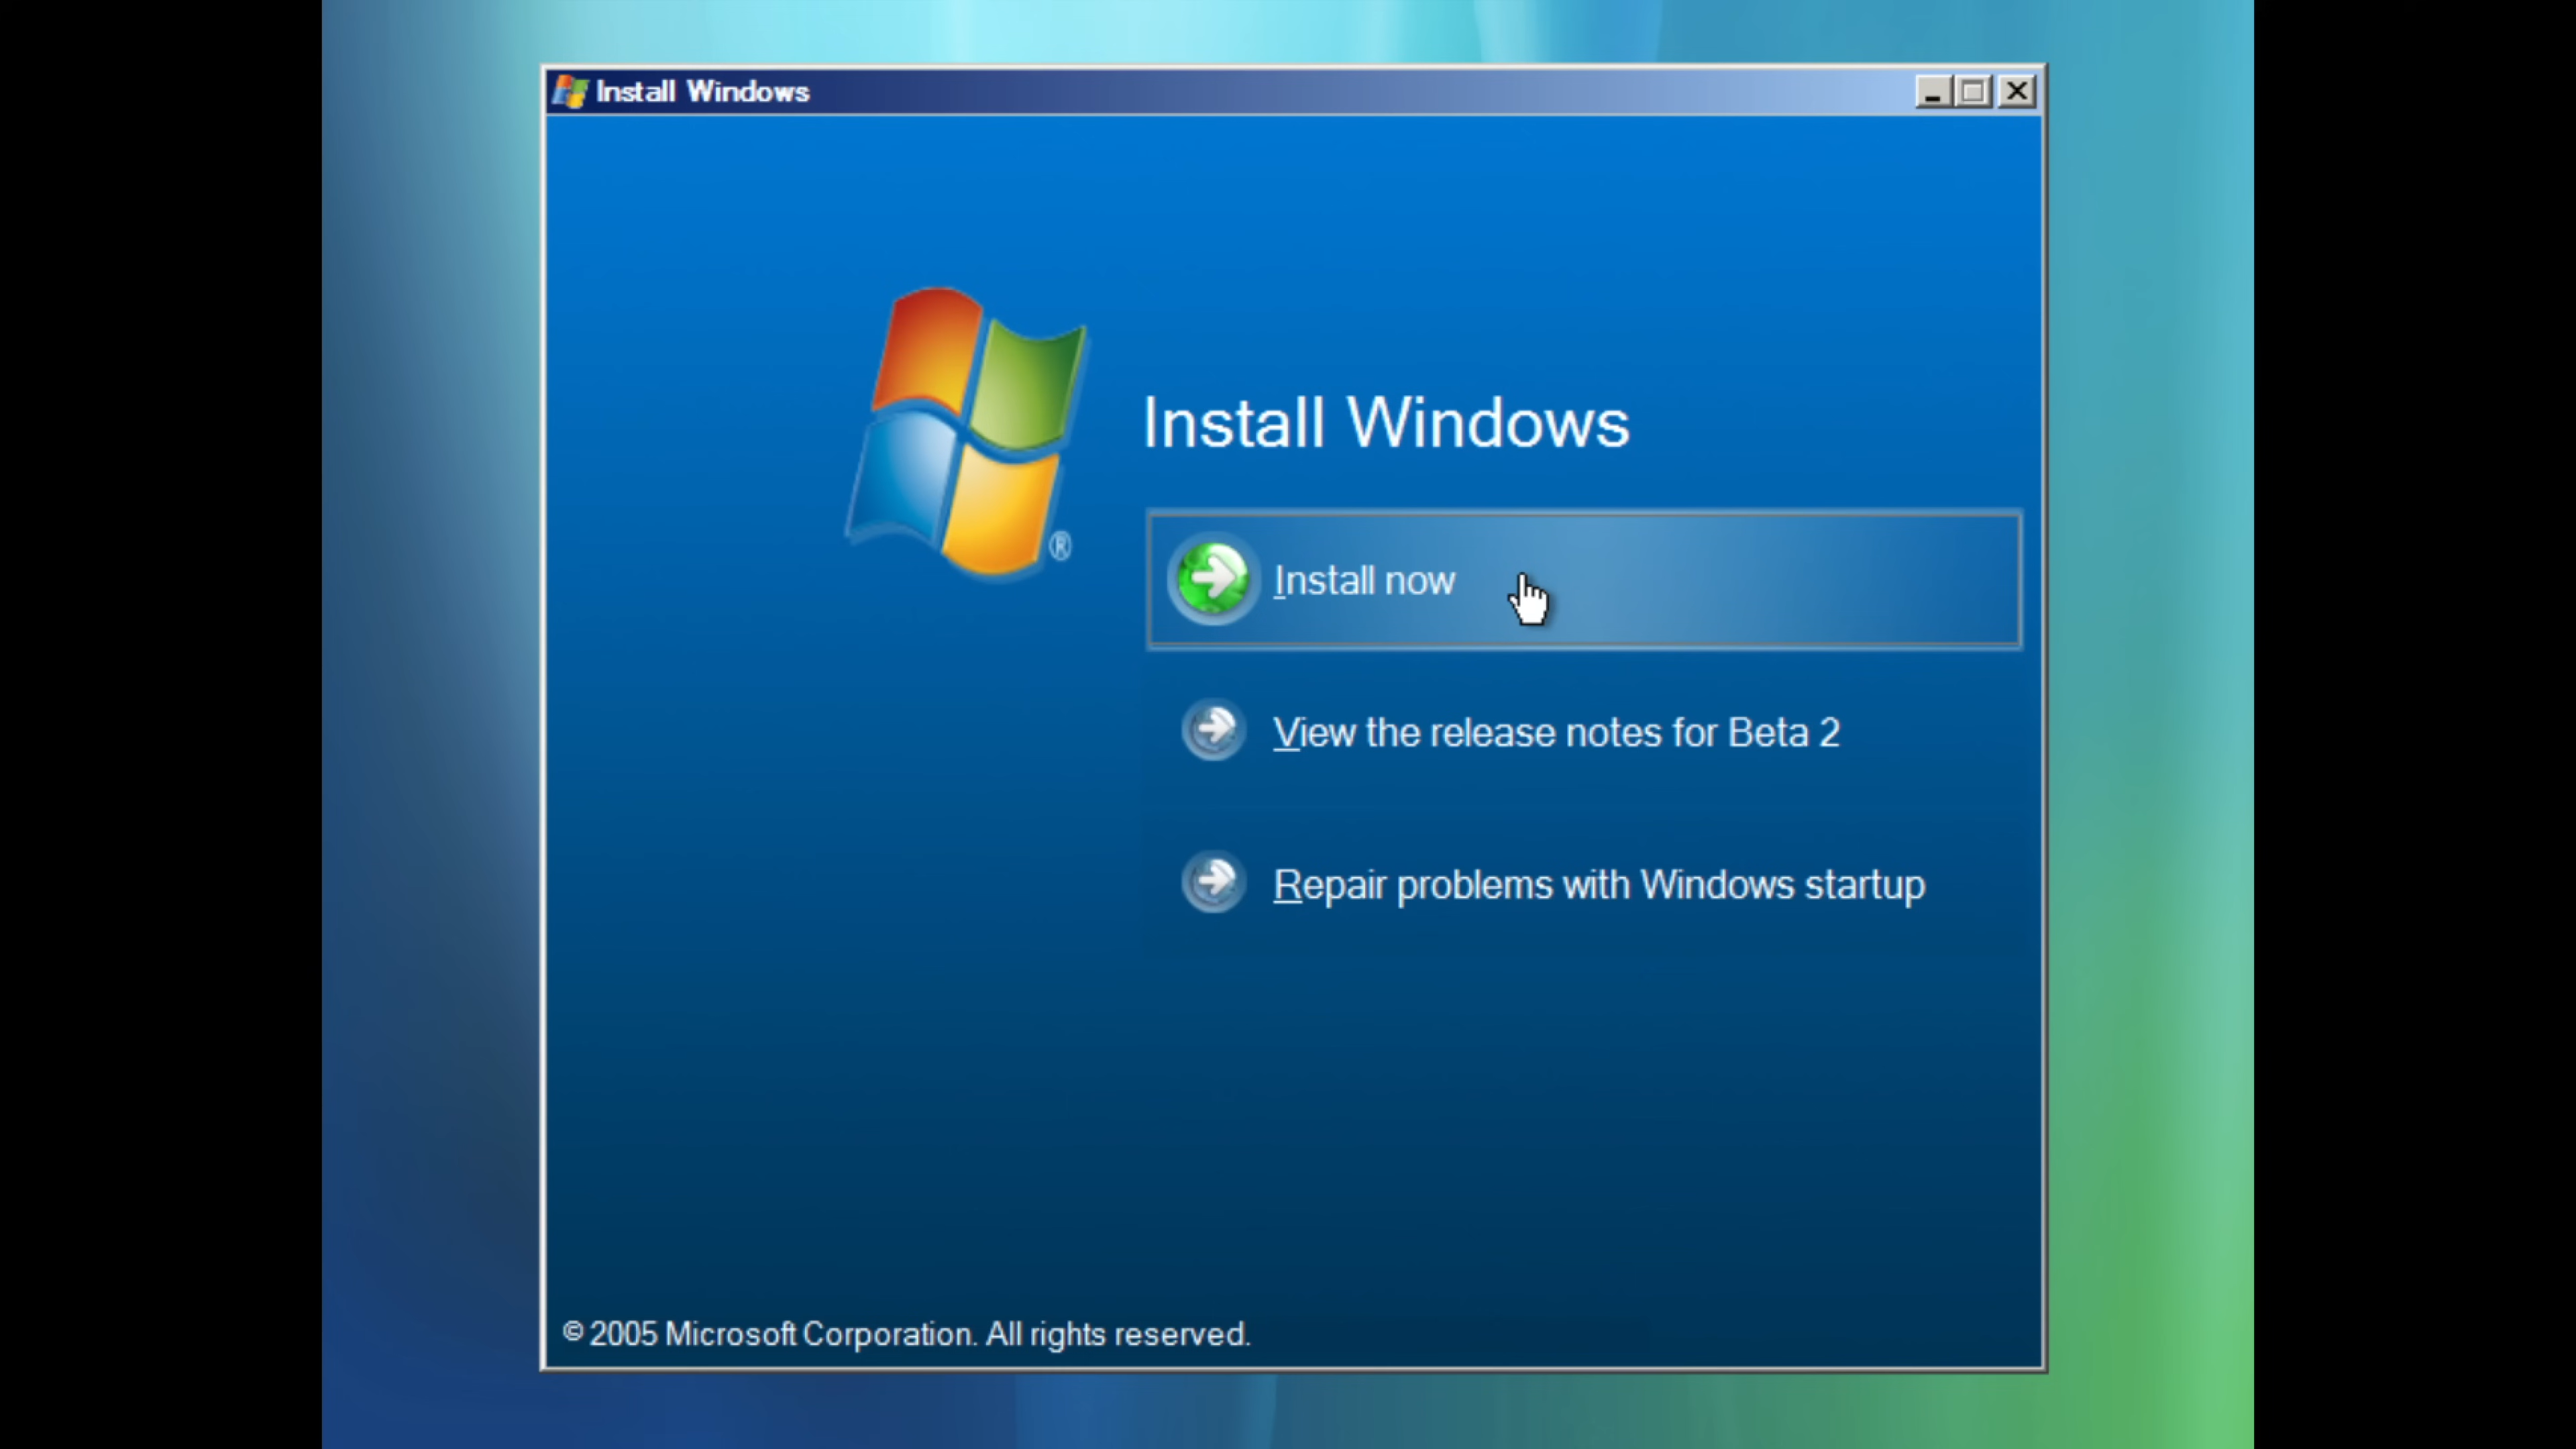 Install Windows
®
Install Windows
Install now
View the release notes for Beta 2
Repair problems with Windows startup
© 2005 Microsoft Corporation. All rights reserved.